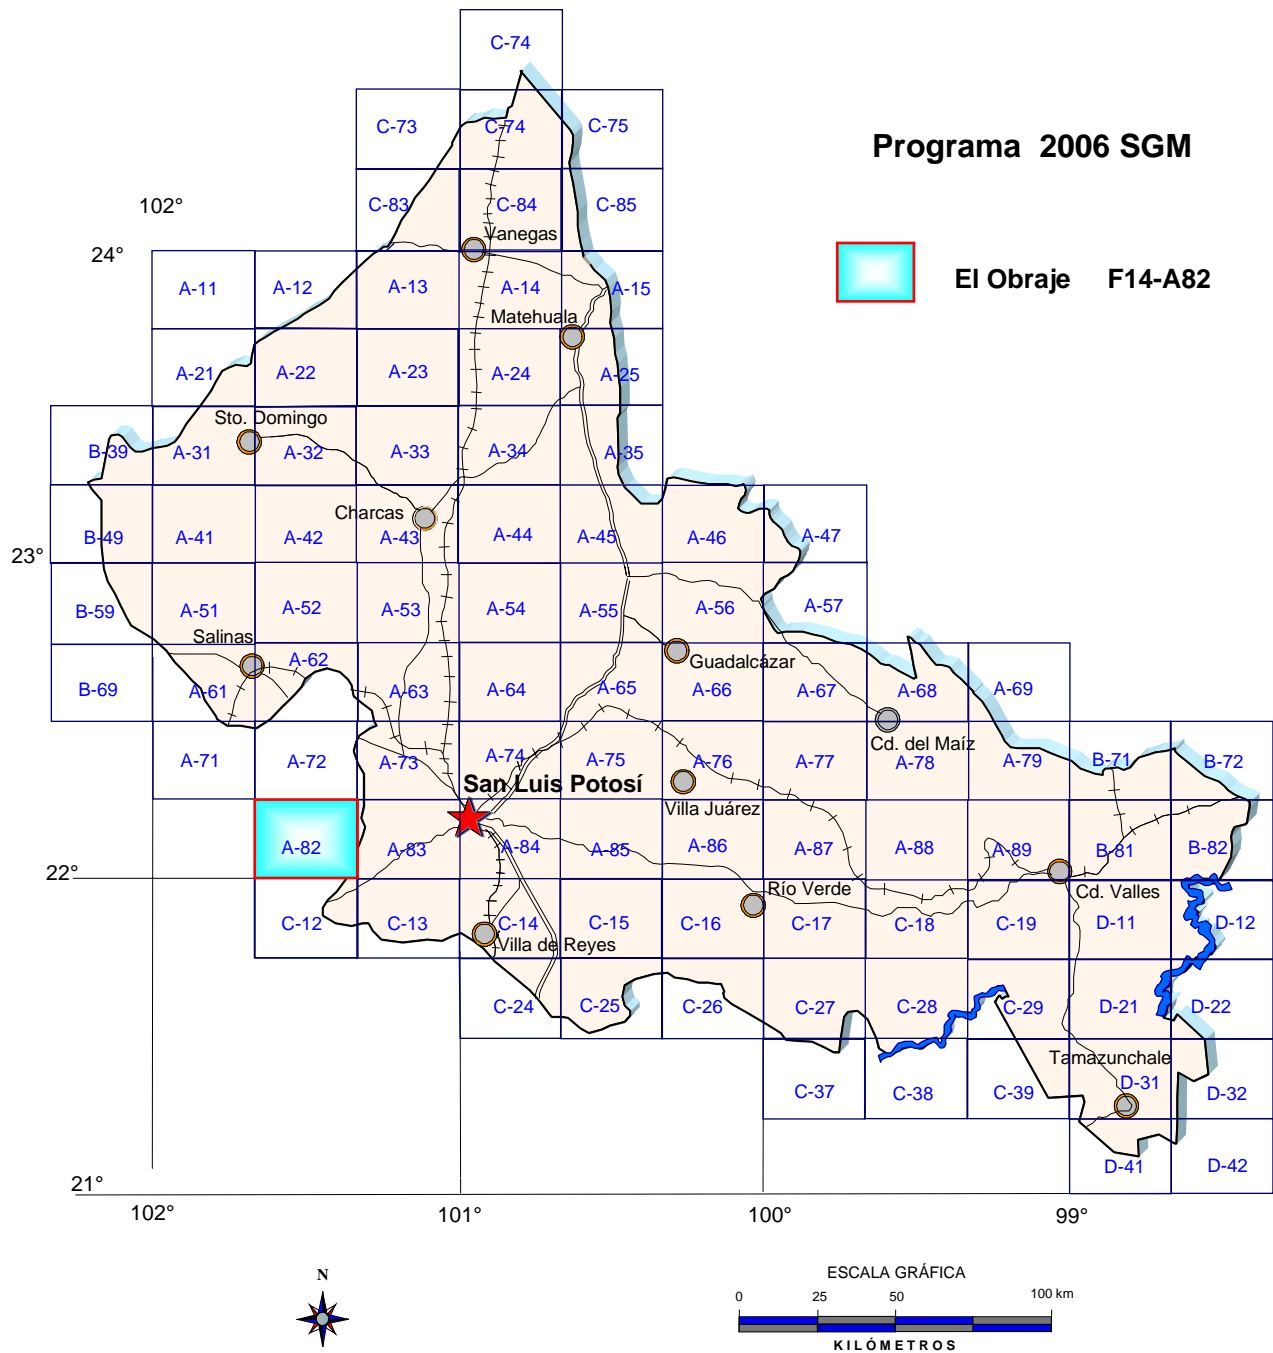 C-74
C-73 C-74 C-75
Programa 2006 SGM
102°
C-83 C-84 C-85
Vanegas
24°
El Obraje F14-A82
A-11 A-12 A-13 A-14 A-15
Matehuala
A-21 A-22 A-23 A-24 A-25
Sto. Domingo
B-39 A-31 A-32 A-33 A-34 A-35
Charcas
B-49 A-41 A-42 A-43 A-44 A-45 A-46 A-47
23°
B-59 A-51 A-52 A-53 A-54 A-55 A-56 A-57
Salinas
Guadalcázar
B-69 A-61 A-62 A-63 A-64 A-65 A-66 A-67 A-68 A-69
Cd. del Maíz
A-71 A-72 A-73 A-74 A-75 A-76 A-77 A-78 A-79 B-71 B-72
San Luis Potosí
Villa Juárez
A-82 A-83 A-84 A-85 A-86 A-87 A-88 A-89 B-81 B-82
22°
Río Verde
Cd. Valles
C-12 C-13 C-14 C-15 C-16 C-17 C-18 C-19 D-11 D-12
Villa de Reyes
C-24 C-25 C-26 C-27 C-28 C-29 D-21 D-22
Tamazunchale
C-37 C-38 C-39 D-31 D-32
D-41 D-42
21°
102° 101° 100° 99°
N
ESCALA GRÁFICA
0 25 50 100 km
KILÓMETROS